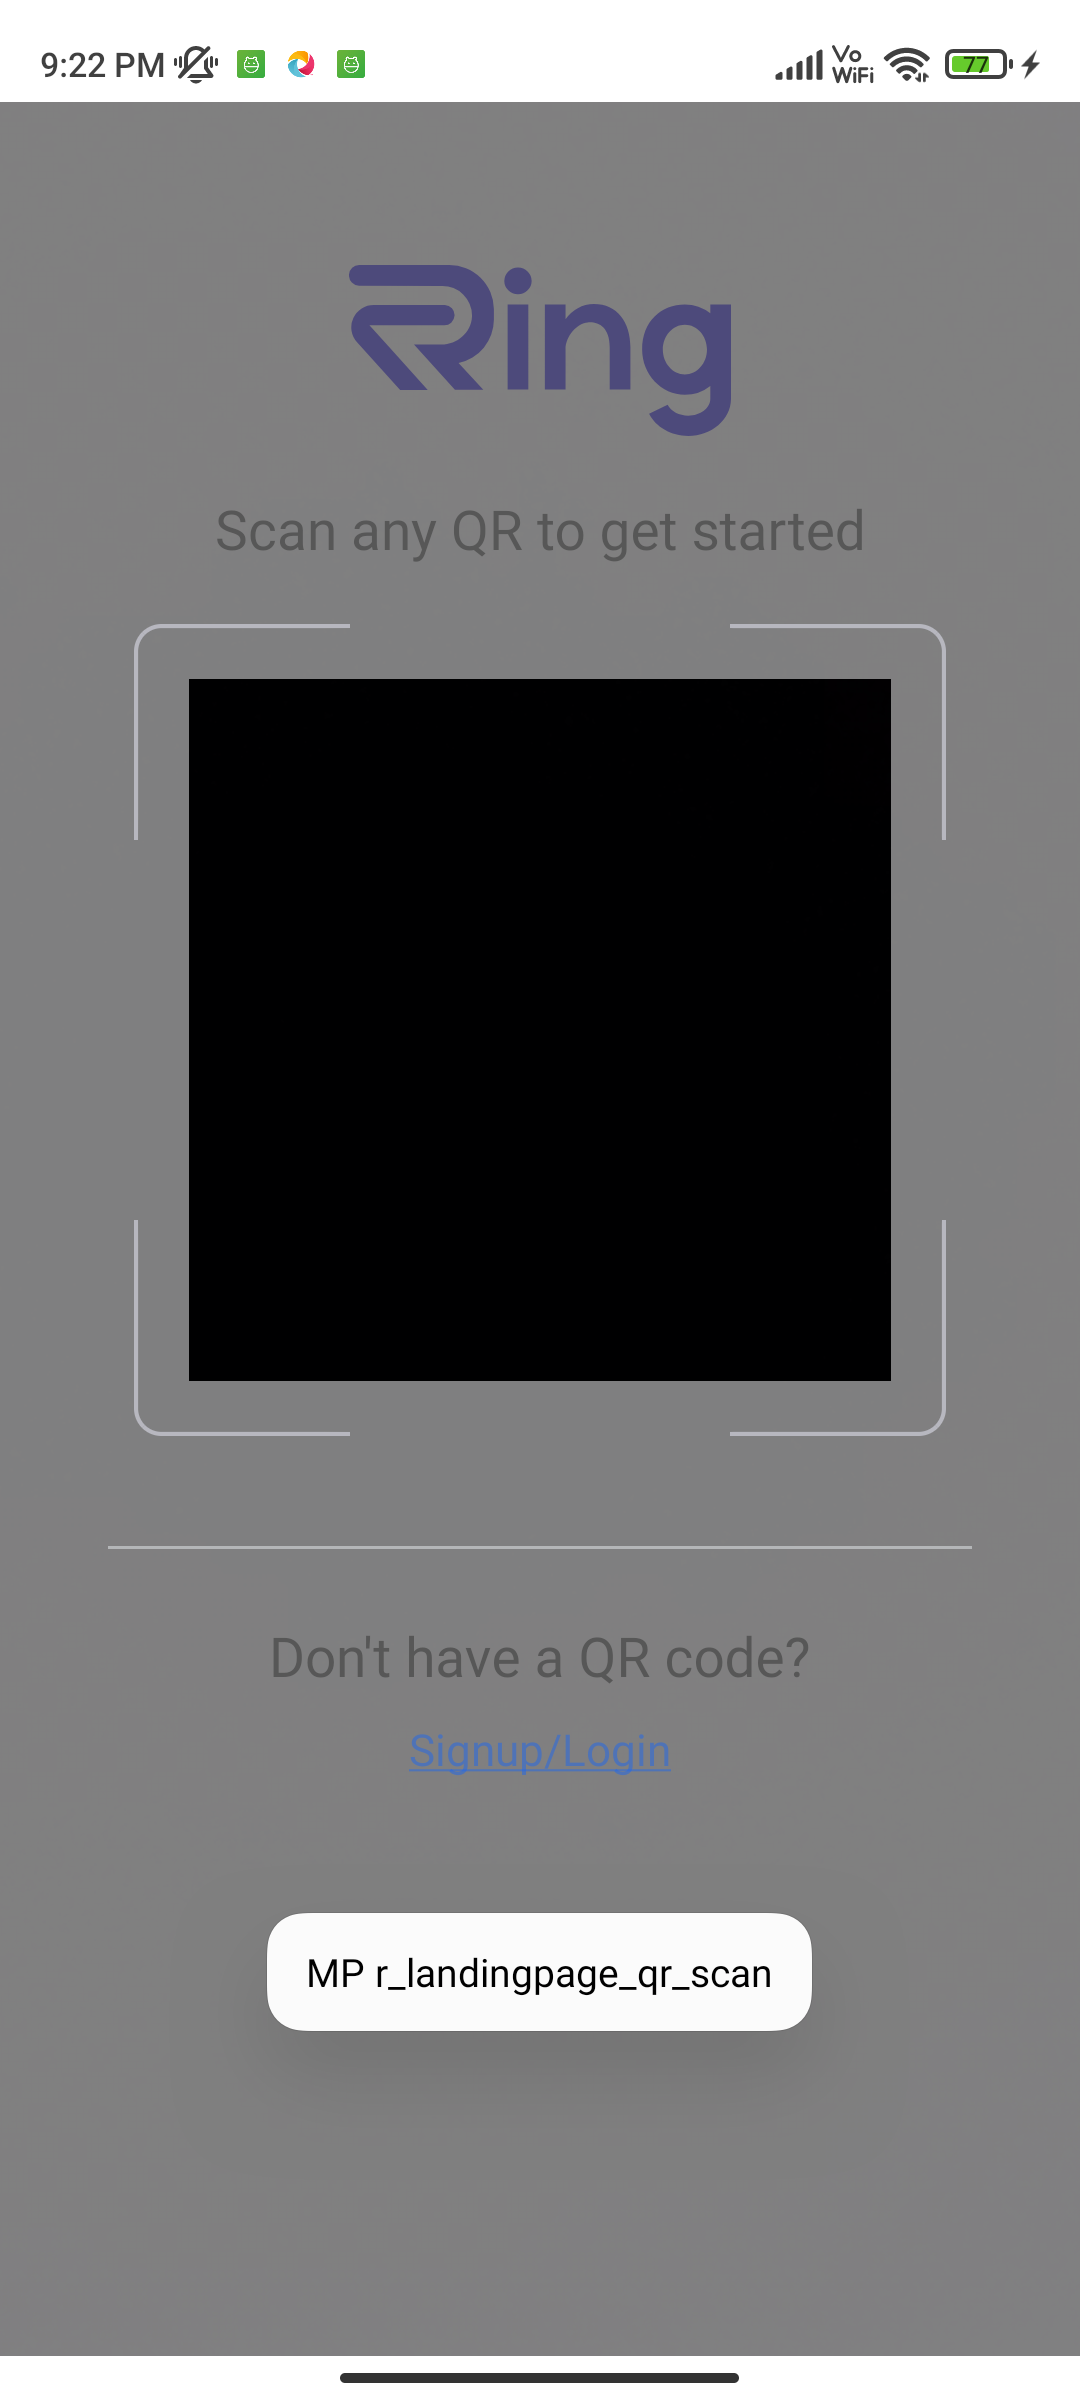 9:22 PM
Vo
WiFi
77
Ring
Scan any QR to get started
Don't have a QR code?
Signup/Login
MP r_landingpage_qr_scan